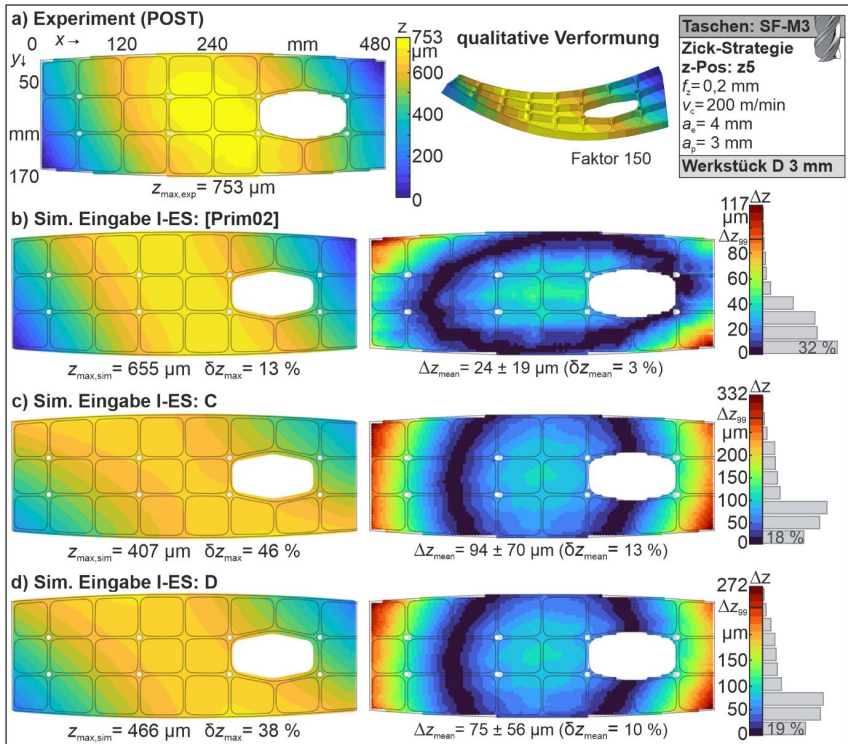 a) Experiment (POST)
0 x→ 120 240 mm 480
y↓
50
mm
170
z_max,exp = 753 µm
z
753
µm
600
400
200
0
qualitative Verformung
Faktor 150
Taschen: SF-M3
Zick-Strategie
z-Pos: z5
f_z= 0,2 mm
v_c= 200 m/min
a_e= 4 mm
a_p= 3 mm
Werkstück D 3 mm
b) Sim. Eingabe I-ES: [Prim02]
z_max,sim = 655 µm δz_max = 13 %
Δz_mean = 24 ± 19 µm (δz_mean = 3 %)
Δz
117
µm
Δz_99
80
60
40
20
0
32 %
c) Sim. Eingabe I-ES: C
z_max,sim = 407 µm δz_max = 46 %
Δz_mean = 94 ± 70 µm (δz_mean = 13 %)
332
Δz
Δz_99
µm
200
150
100
50
0
18 %
d) Sim. Eingabe I-ES: D
z_max,sim = 466 µm δz_max = 38 %
Δz_mean = 75 ± 56 µm (δz_mean = 10 %)
272
Δz
Δz_99
µm
150
100
50
0
19 %